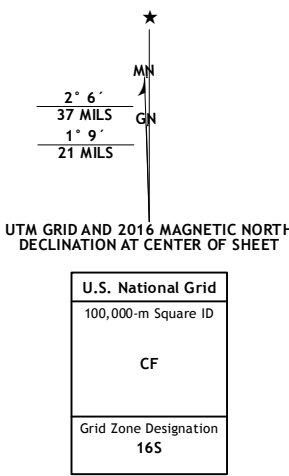 MN
2° 6´
37 MILS
GN
1° 9´
21 MILS
UTM GRID AND 2016 MAGNETIC NORTH
DECLINATION AT CENTER OF SHEET
U.S. National Grid
100,000-m Square ID
CF
Grid Zone Designation
16S